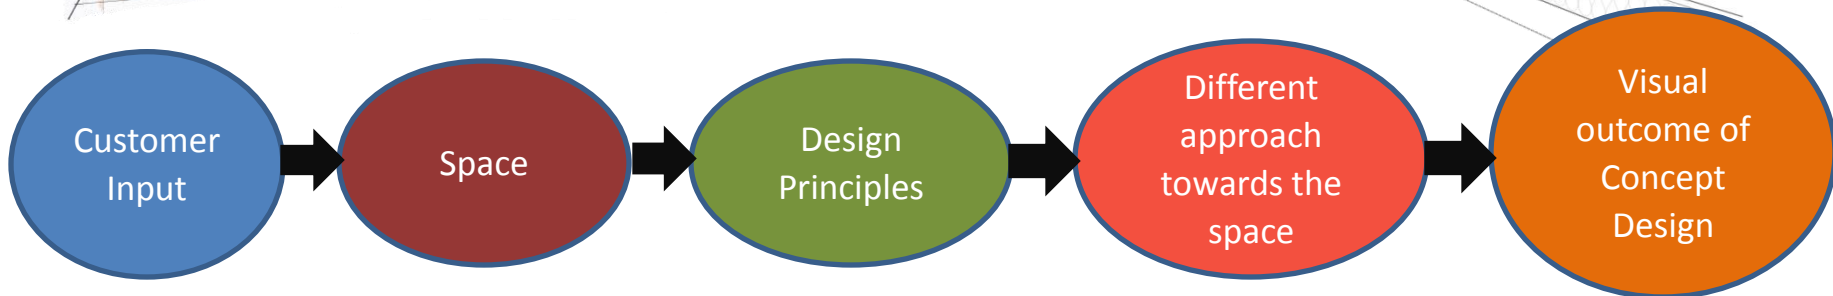 Customer
Input
Space
Design
Principles
Different
approach
towards the
space
Visual
outcome of
Concept
Design